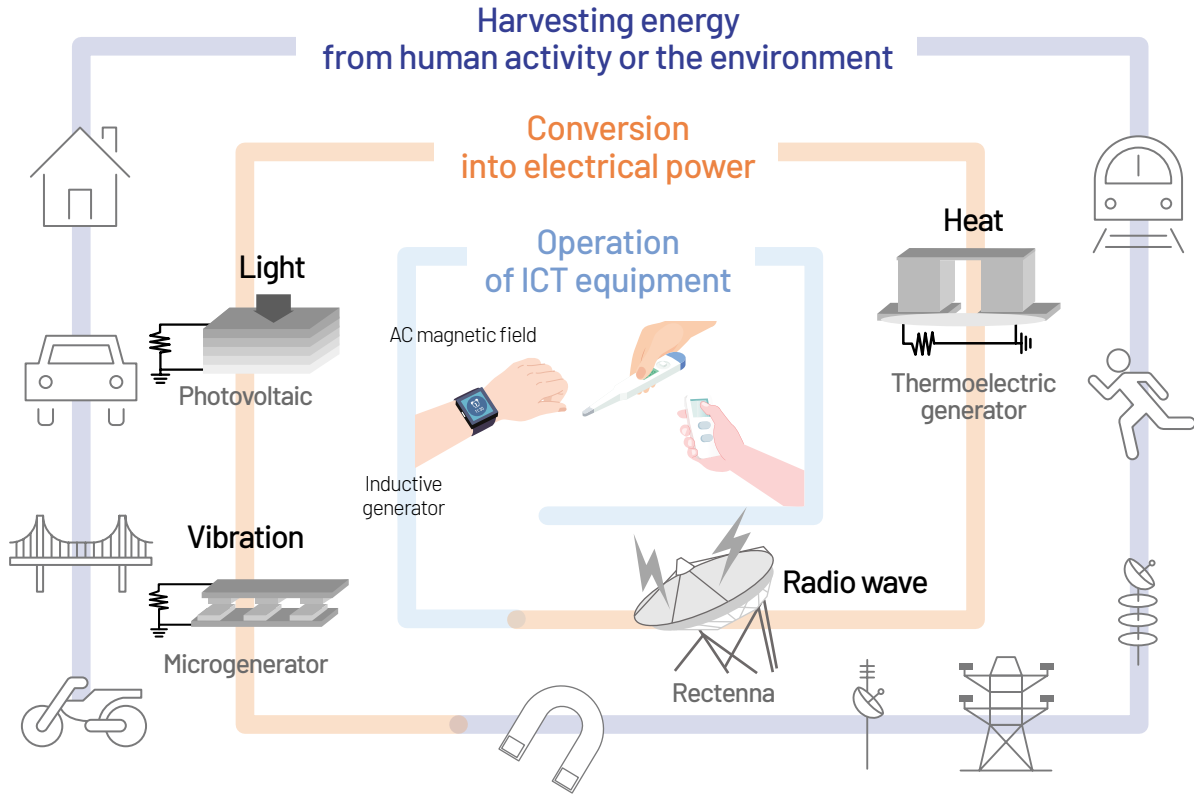 Harvesting energy
from human activity or the environment
Conversion
into electrical power
Operation
of ICT equipment
Light
Photovoltaic
Heat
Thermoelectric
generator
AC magnetic field
Inductive
generator
Vibration
Microgenerator
Radio wave
Rectenna